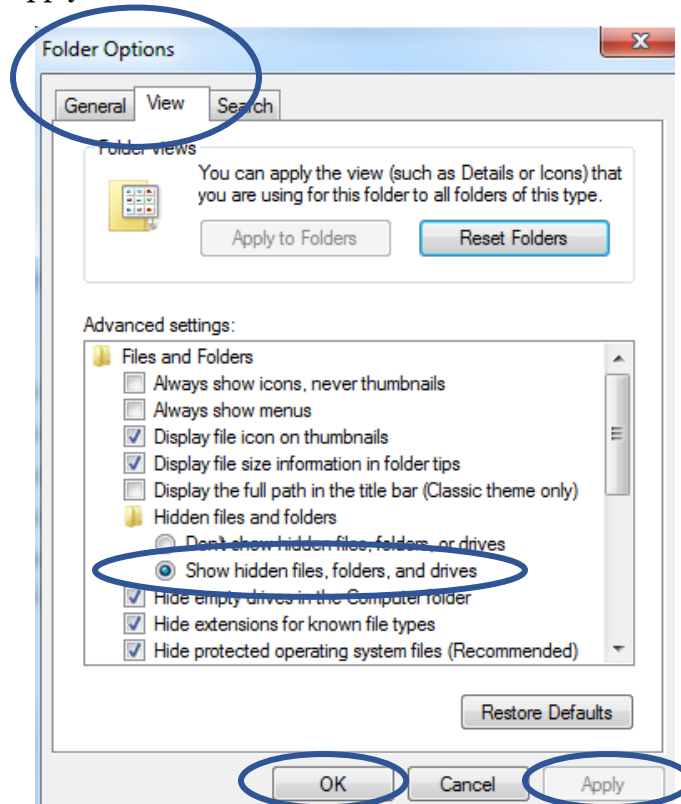 Folder Options
General View Search
Folder views
You can apply the view (such as Details or Icons) that
you are using for this folder to all folders of this type.
Apply to Folders Reset Folders
Advanced settings:
Files and Folders
Always show icons, never thumbnails
Always show menus
Display file icon on thumbnails
Display file size information in folder tips
Display the full path in the title bar (Classic theme only)
Hidden files and folders
Don't show hidden files, folders, or drives
Show hidden files, folders, and drives
Hide empty drives in the Computer folder
Hide extensions for known file types
Hide protected operating system files (Recommended)
Restore Defaults
OK Cancel Apply